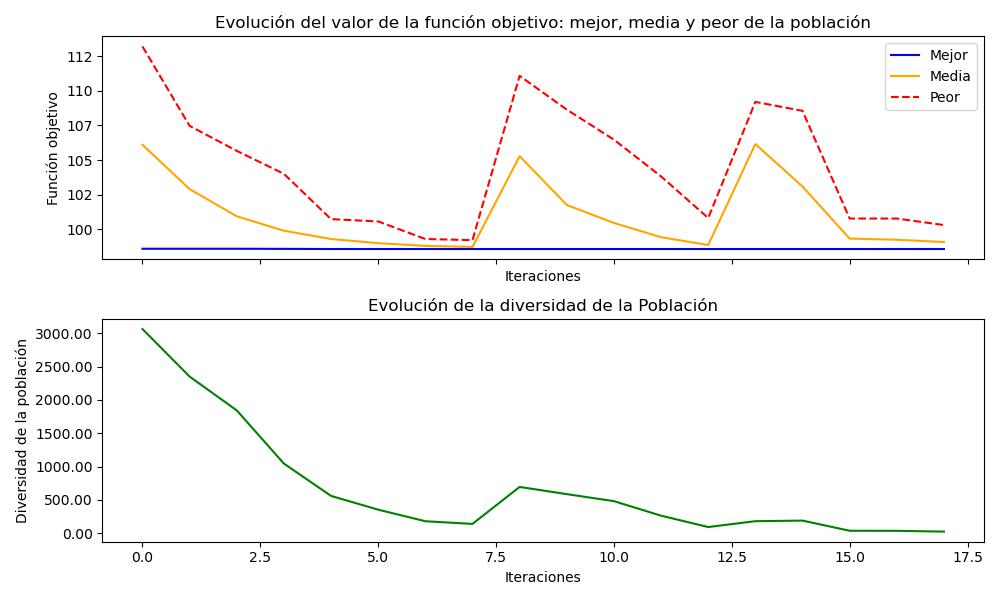 Evolución del valor de la función objetivo: mejor, media y peor de la población
Función objetivo
112
110
107
105
102
100
Mejor
Media
Peor
Iteraciones
Evolución de la diversidad de la Población
Diversidad de la población
3000.00
2500.00
2000.00
1500.00
1000.00
500.00
0.00
0.0 2.5 5.0 7.5 10.0 12.5 15.0 17.5
Iteraciones